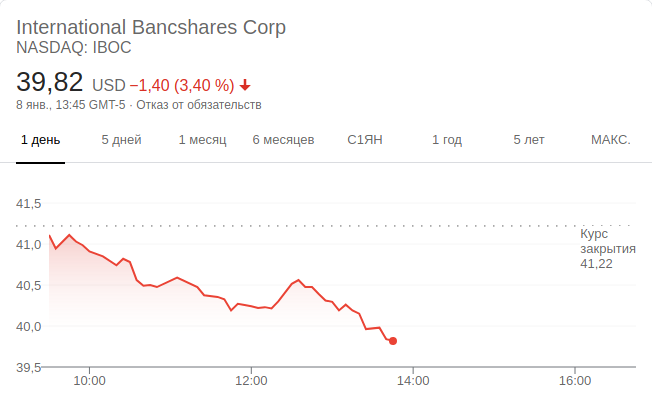 International Bancshares Corp
NASDAQ: IBOC
39,82 USD −1,40 (3,40 %)
8 янв., 13:45 GMT-5 · Отказ от обязательств
1 день 5 дней 1 месяц 6 месяцев С1ЯН 1 год 5 лет МАКС.
41,5
41,0
40,5
40,0
39,5
Курс
закрытия
41,22
10:00 12:00 14:00 16:00